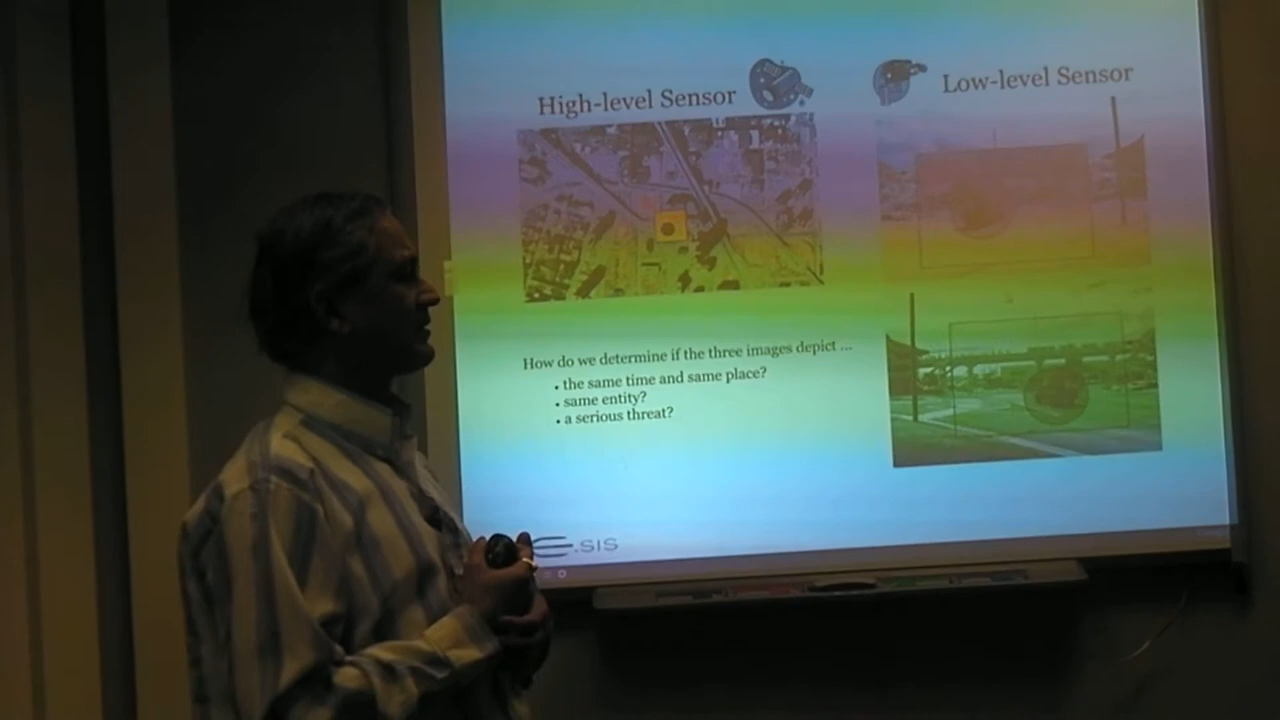 High-level Sensor
Low-level Sensor
How do we determine if the three images depict ...
• the same time and same place?
• same entity?
• a serious threat?
.SIS